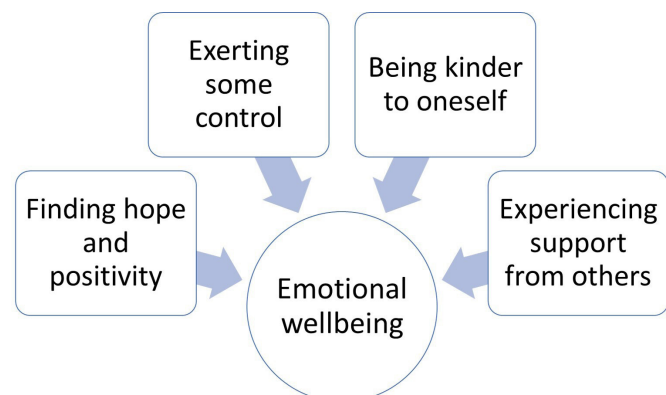 Exerting
some
control
Being kinder
to oneself
Finding hope
and
positivity
Experiencing
support
from others
Emotional
wellbeing